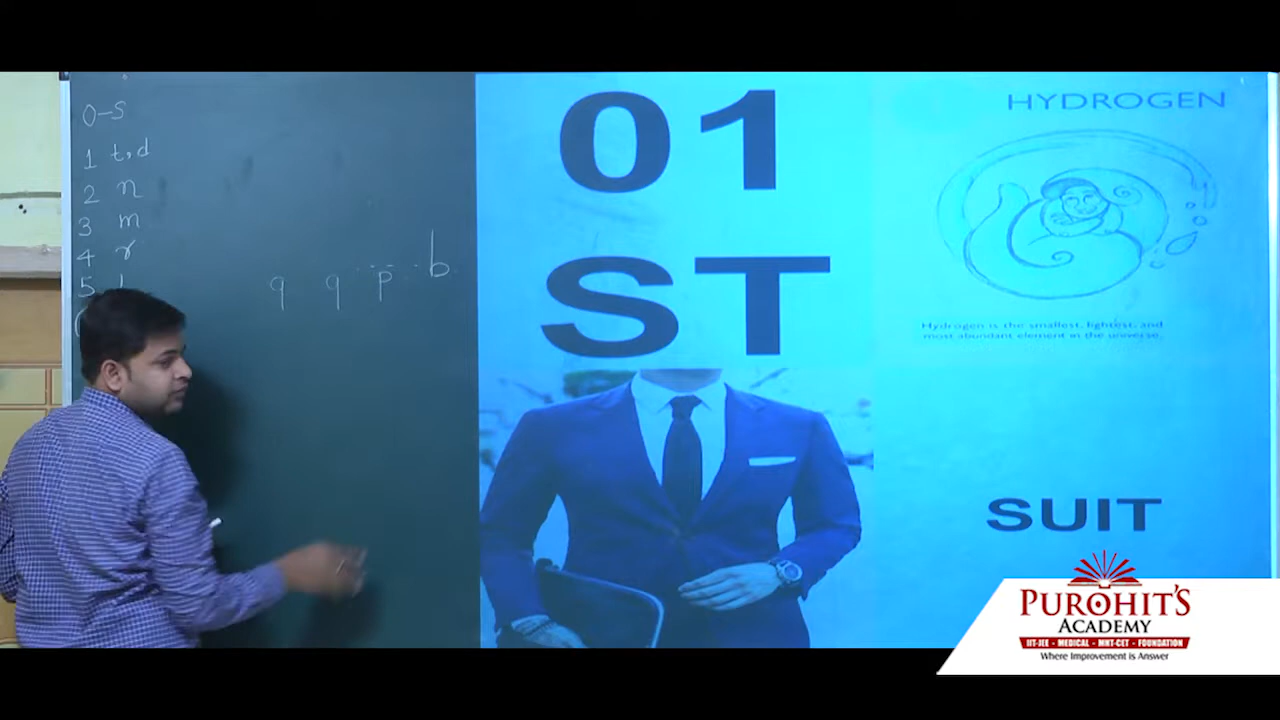 0-s
1 t,d
2 n
3 m
4 r
5 l
q q p b
01
ST
HYDROGEN
Hydrogen is the smallest, lightest, and
most abundant element in the universe.
SUIT
PUROHIT'S
ACADEMY
IIT-JEE - MEDICAL - MHT-CET - FOUNDATION
Where Improvement is Answer